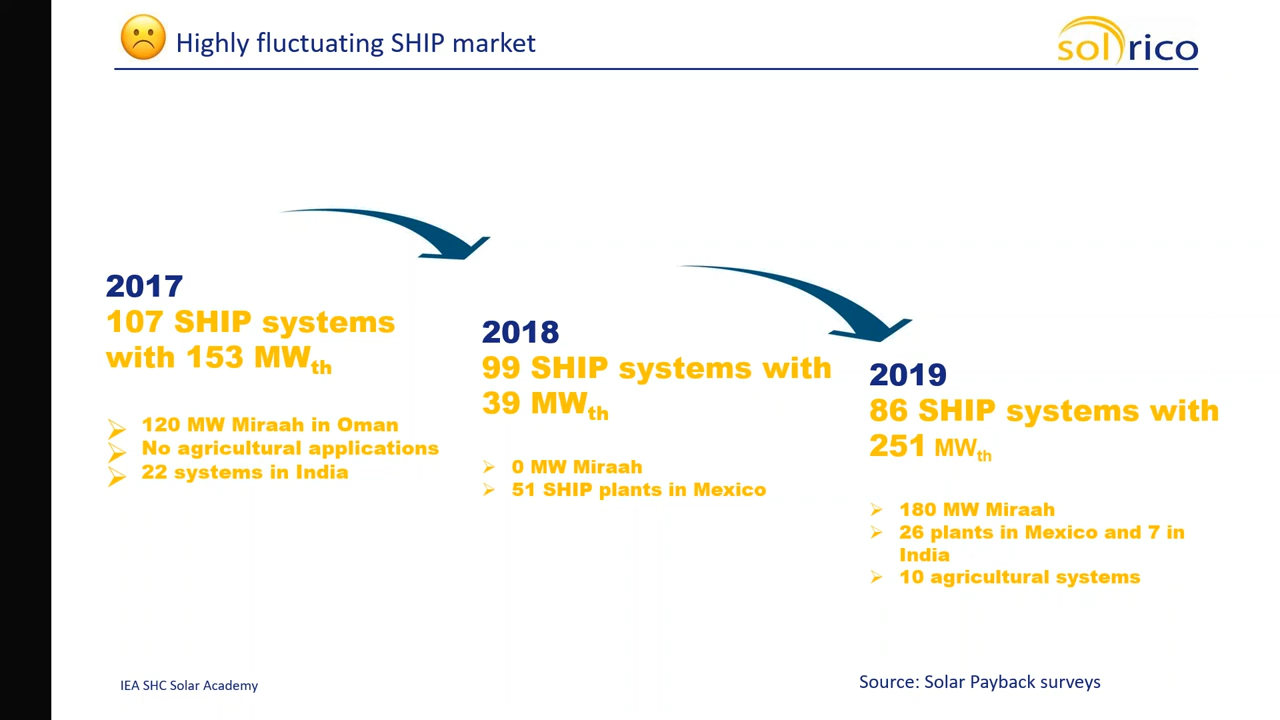 Highly fluctuating SHIP market
solrico
2017
107 SHIP systems
with 153 MWth
120 MW Miraah in Oman
No agricultural applications
22 systems in India
2018
99 SHIP systems with
39 MWth
0 MW Miraah
51 SHIP plants in Mexico
2019
86 SHIP systems with
251 MWth
180 MW Miraah
26 plants in Mexico and 7 in
India
10 agricultural systems
IEA SHC Solar Academy
Source: Solar Payback surveys